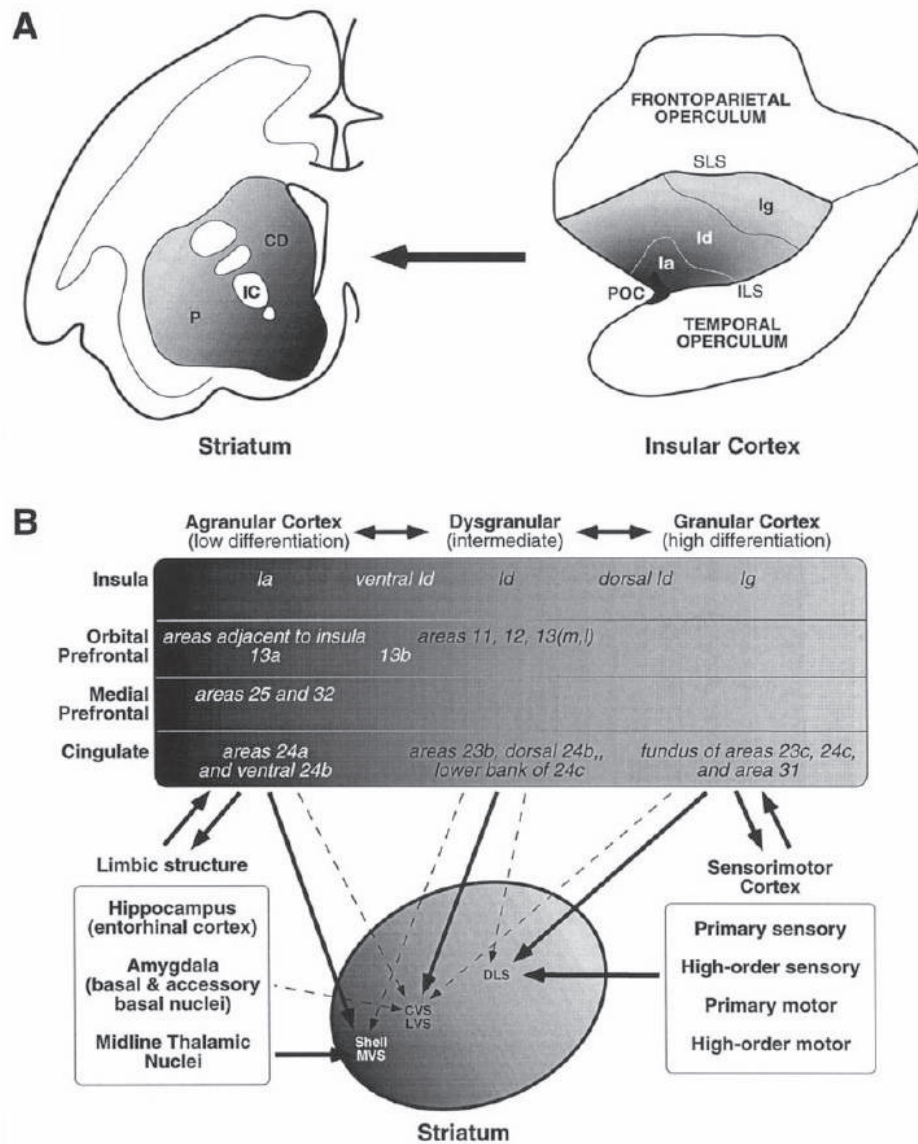 A
FRONTOPARIETAL
OPERCULUM
SLS
Ig
Id
Ia
CD
IC
P
POC
ILS
TEMPORAL
OPERCULUM
Striatum
Insular Cortex
B
Agranular Cortex
(low differentiation)
Dysgranular
(intermediate)
Granular Cortex
(high differentiation)
Insula
Ia
ventral Id
Id
dorsal Id
Ig
Orbital
Prefrontal
areas adjacent to insula
13a
13b
areas 11, 12, 13(m,l)
Medial
Prefrontal
areas 25 and 32
Cingulate
areas 24a
and ventral 24b
areas 23b, dorsal 24b,,
lower bank of 24c
fundus of areas 23c, 24c,
and area 31
Limbic structure
Hippocampus
(entorhinal cortex)
Amygdala
(basal & accessory
basal nuclei)
Midline Thalamic
Nuclei
DLS
CVS
LVS
Shell
MVS
Striatum
Sensorimotor
Cortex
Primary sensory
High-order sensory
Primary motor
High-order motor